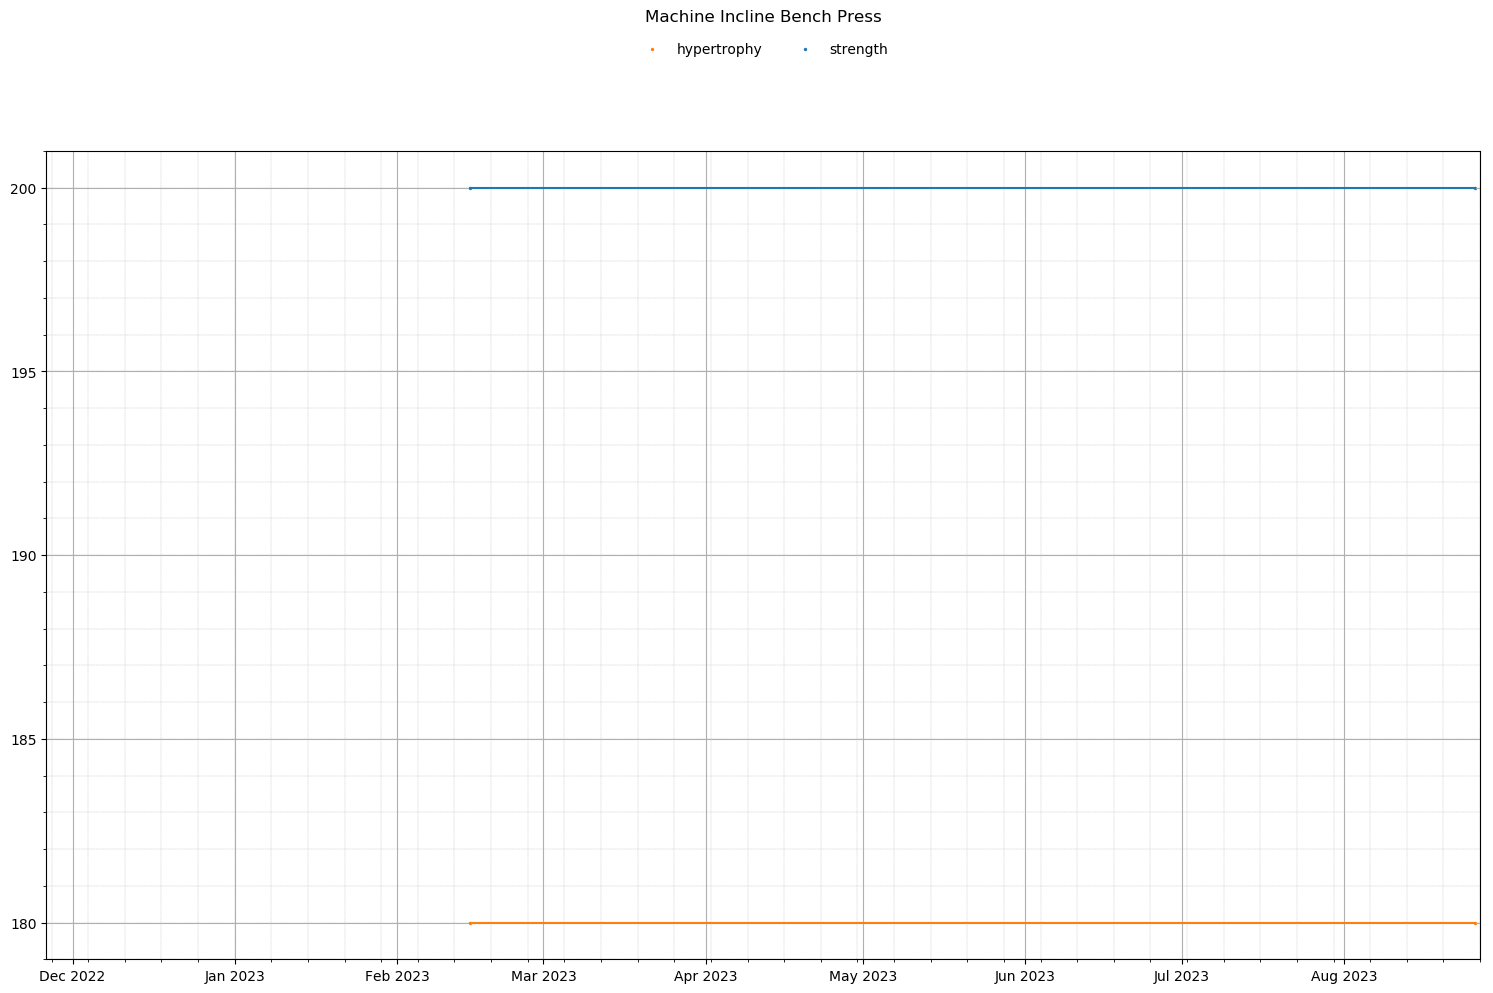 Machine Incline Bench Press
hypertrophy strength
200
195
190
185
180
Dec 2022 Jan 2023 Feb 2023 Mar 2023 Apr 2023 May 2023 Jun 2023 Jul 2023 Aug 2023